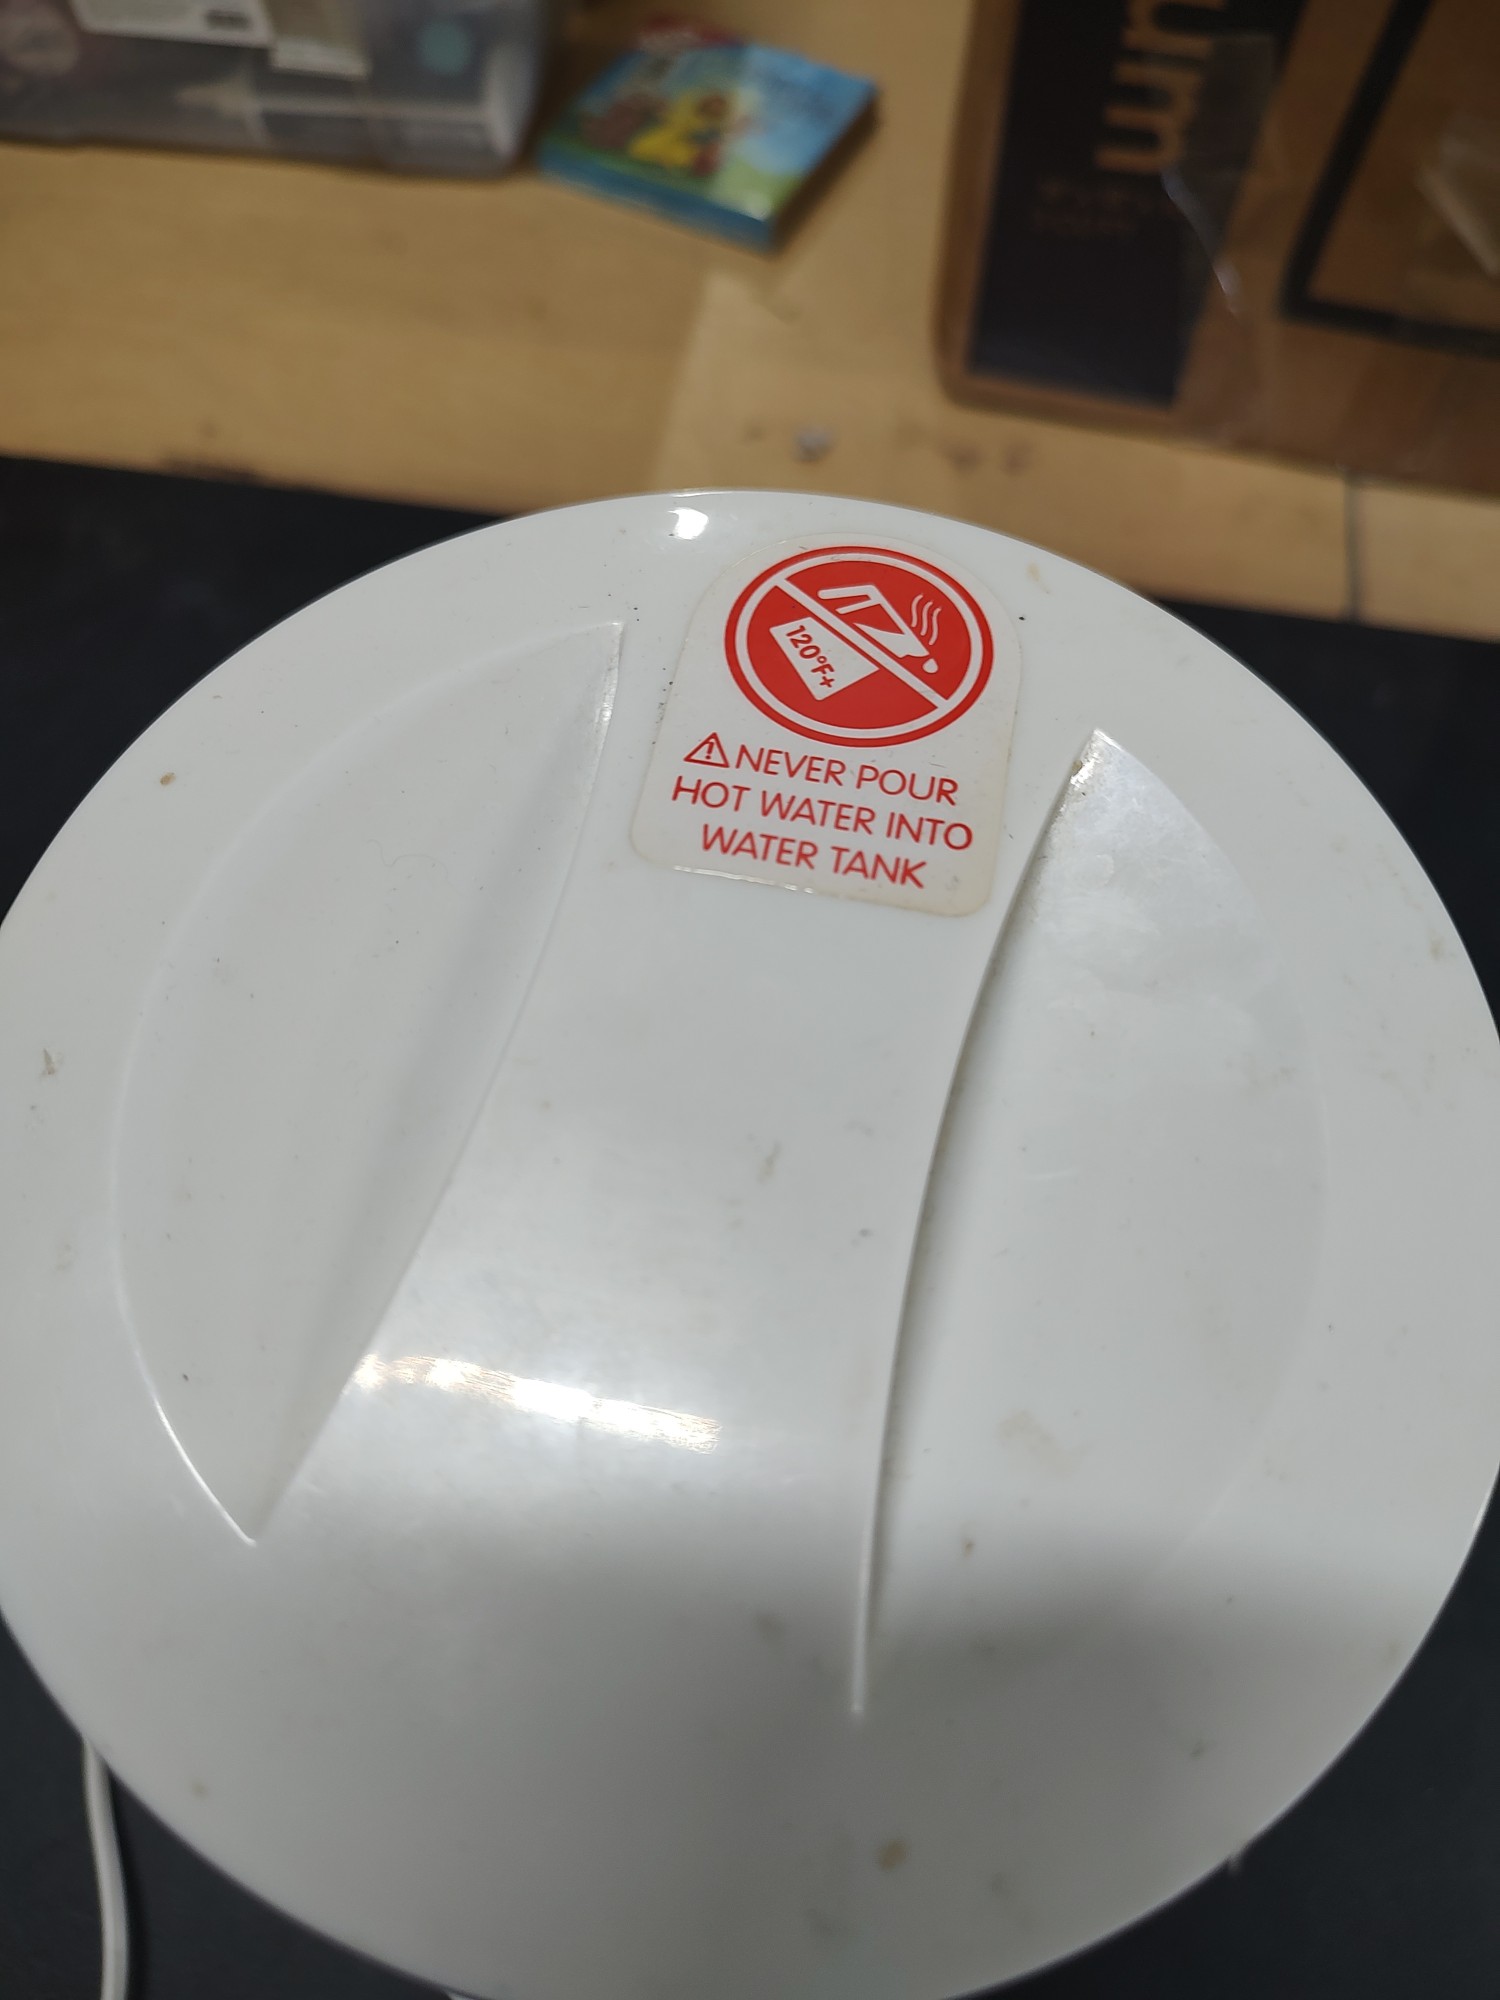 120°F+
⚠ NEVER POUR
HOT WATER INTO
WATER TANK